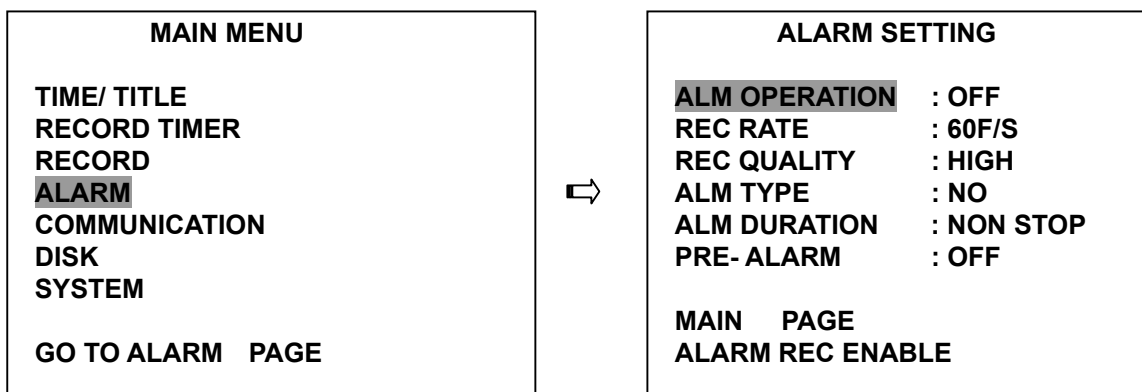 MAIN MENU
TIME/ TITLE
RECORD TIMER
RECORD
ALARM
COMMUNICATION
DISK
SYSTEM
GO TO ALARM PAGE
ALARM SETTING
ALM OPERATION : OFF
REC RATE : 60F/S
REC QUALITY : HIGH
ALM TYPE : NO
ALM DURATION : NON STOP
PRE- ALARM : OFF
MAIN PAGE
ALARM REC ENABLE